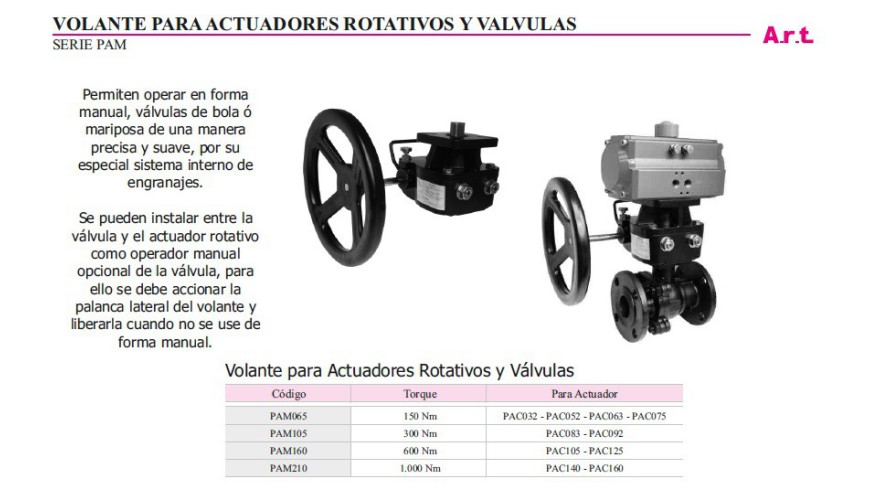 VOLANTE PARA ACTUADORES ROTATIVOS Y VALVULAS
SERIE PAM
A.r.t.
Permiten operar en forma
manual, válvulas de bola ó
mariposa de una manera
precisa y suave, por su
especial sistema interno de
engranajes.
Se pueden instalar entre la
válvula y el actuador rotativo
como operador manual
opcional de la válvula, para
ello se debe accionar la
palanca lateral del volante y
liberarla cuando no se use de
forma manual.
Volante para Actuadores Rotativos y Válvulas
Código Torque Para Actuador
PAM065 150 Nm PAC032 - PAC052 - PAC063 - PAC075
PAM105 300 Nm PAC083 - PAC092
PAM160 600 Nm PAC105 - PAC125
PAM210 1.000 Nm PAC140 - PAC160